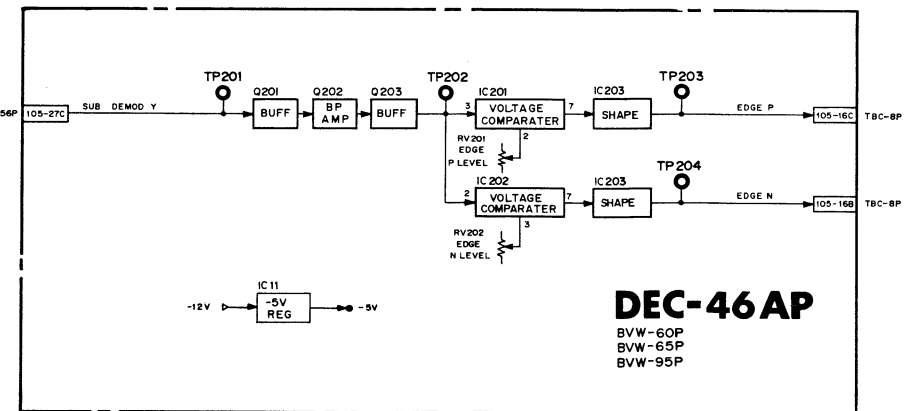 TP201
Q201
Q202
Q203
TP202
IC201
IC203
TP203
56P
105-27C
SUB DEMOD Y
BUFF
BP AMP
BUFF
3
VOLTAGE COMPARATER
7
SHAPE
EDGE P
105-16C
TBC-8P
2
RV201
EDGE
P LEVEL
IC202
IC203
TP204
2
VOLTAGE COMPARATER
7
SHAPE
EDGE N
105-16B
TBC-8P
3
RV202
EDGE
N LEVEL
IC11
-12V
-5V
REG
-5V
DEC-46AP
BVW-60P
BVW-65P
BVW-95P